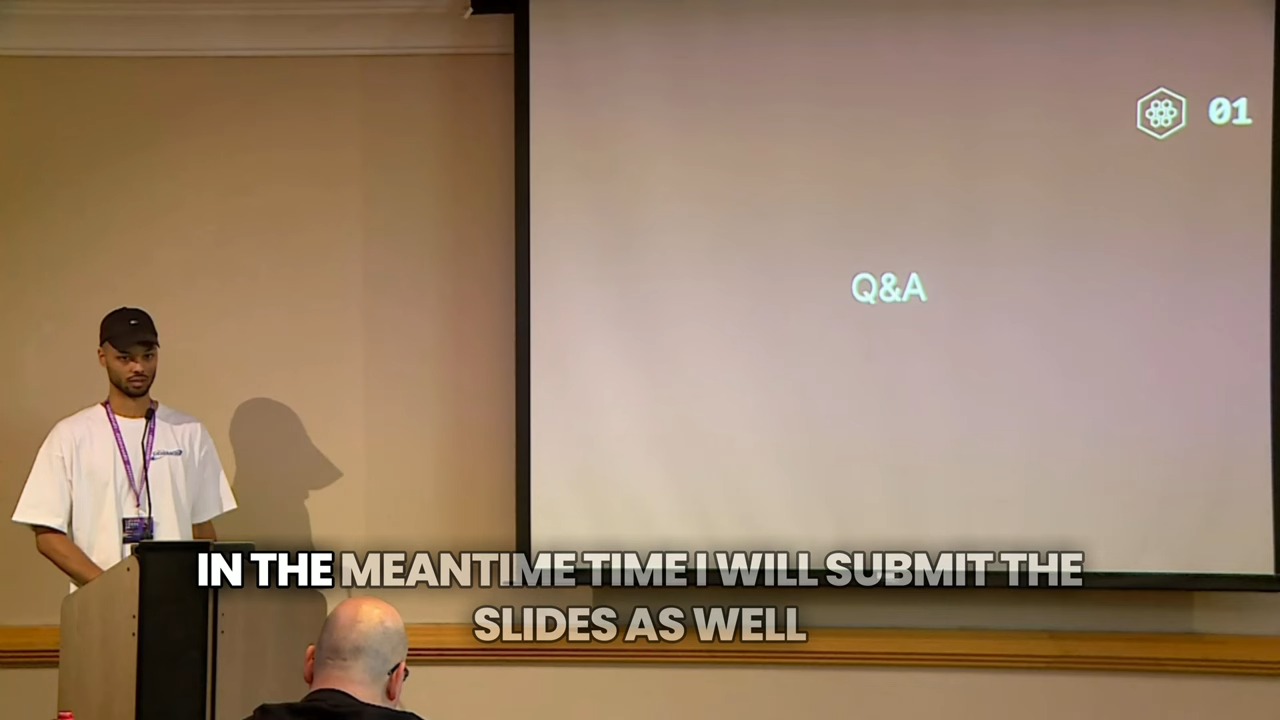 01
Q&A
IN THE MEANTIME TIME I WILL SUBMIT THE
SLIDES AS WELL